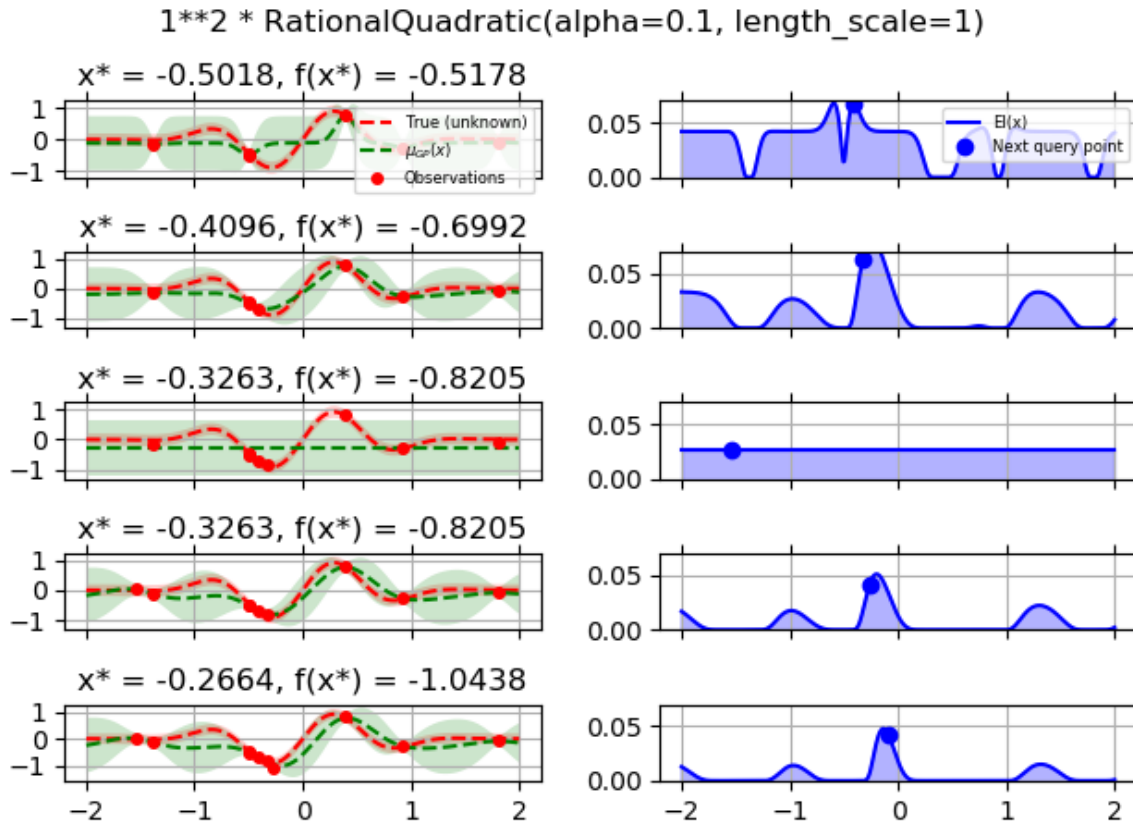 1**2 * RationalQuadratic(alpha=0.1, length_scale=1)
x* = -0.5018, f(x*) = -0.5178
1
0
−1
True (unknown)
μGP(x)
Observations
0.05
0.00
EI(x)
Next query point
x* = -0.4096, f(x*) = -0.6992
1
0
−1
0.05
0.00
x* = -0.3263, f(x*) = -0.8205
1
0
−1
0.05
0.00
x* = -0.3263, f(x*) = -0.8205
1
0
−1
0.05
0.00
x* = -0.2664, f(x*) = -1.0438
1
0
−1
0.05
0.00
−2 −1 0 1 2
−2 −1 0 1 2